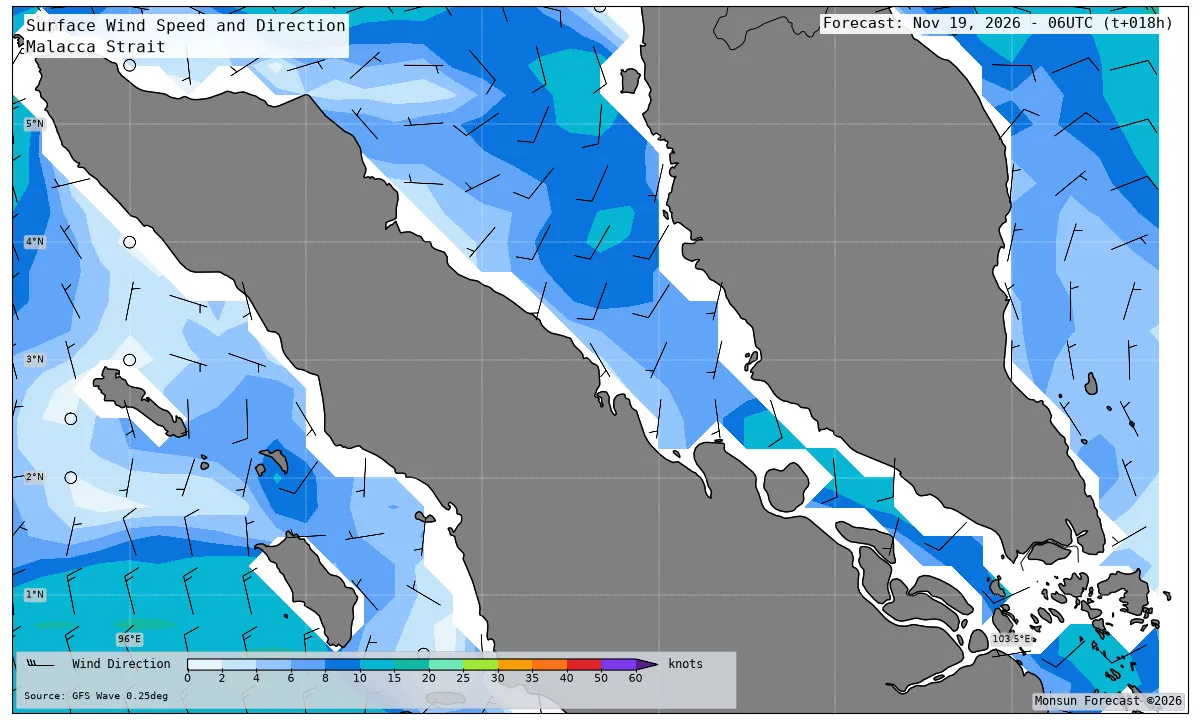 Surface Wind Speed and Direction
Malacca Strait
Forecast: Nov 19, 2026 - 06UTC (t+018h)
5°N
4°N
3°N
2°N
1°N
96°E
103.5°E
Wind Direction
0 2 4 6 8 10 15 20 25 30 35 40 50 60
knots
Source: GFS Wave 0.25deg
Monsun Forecast ©2026